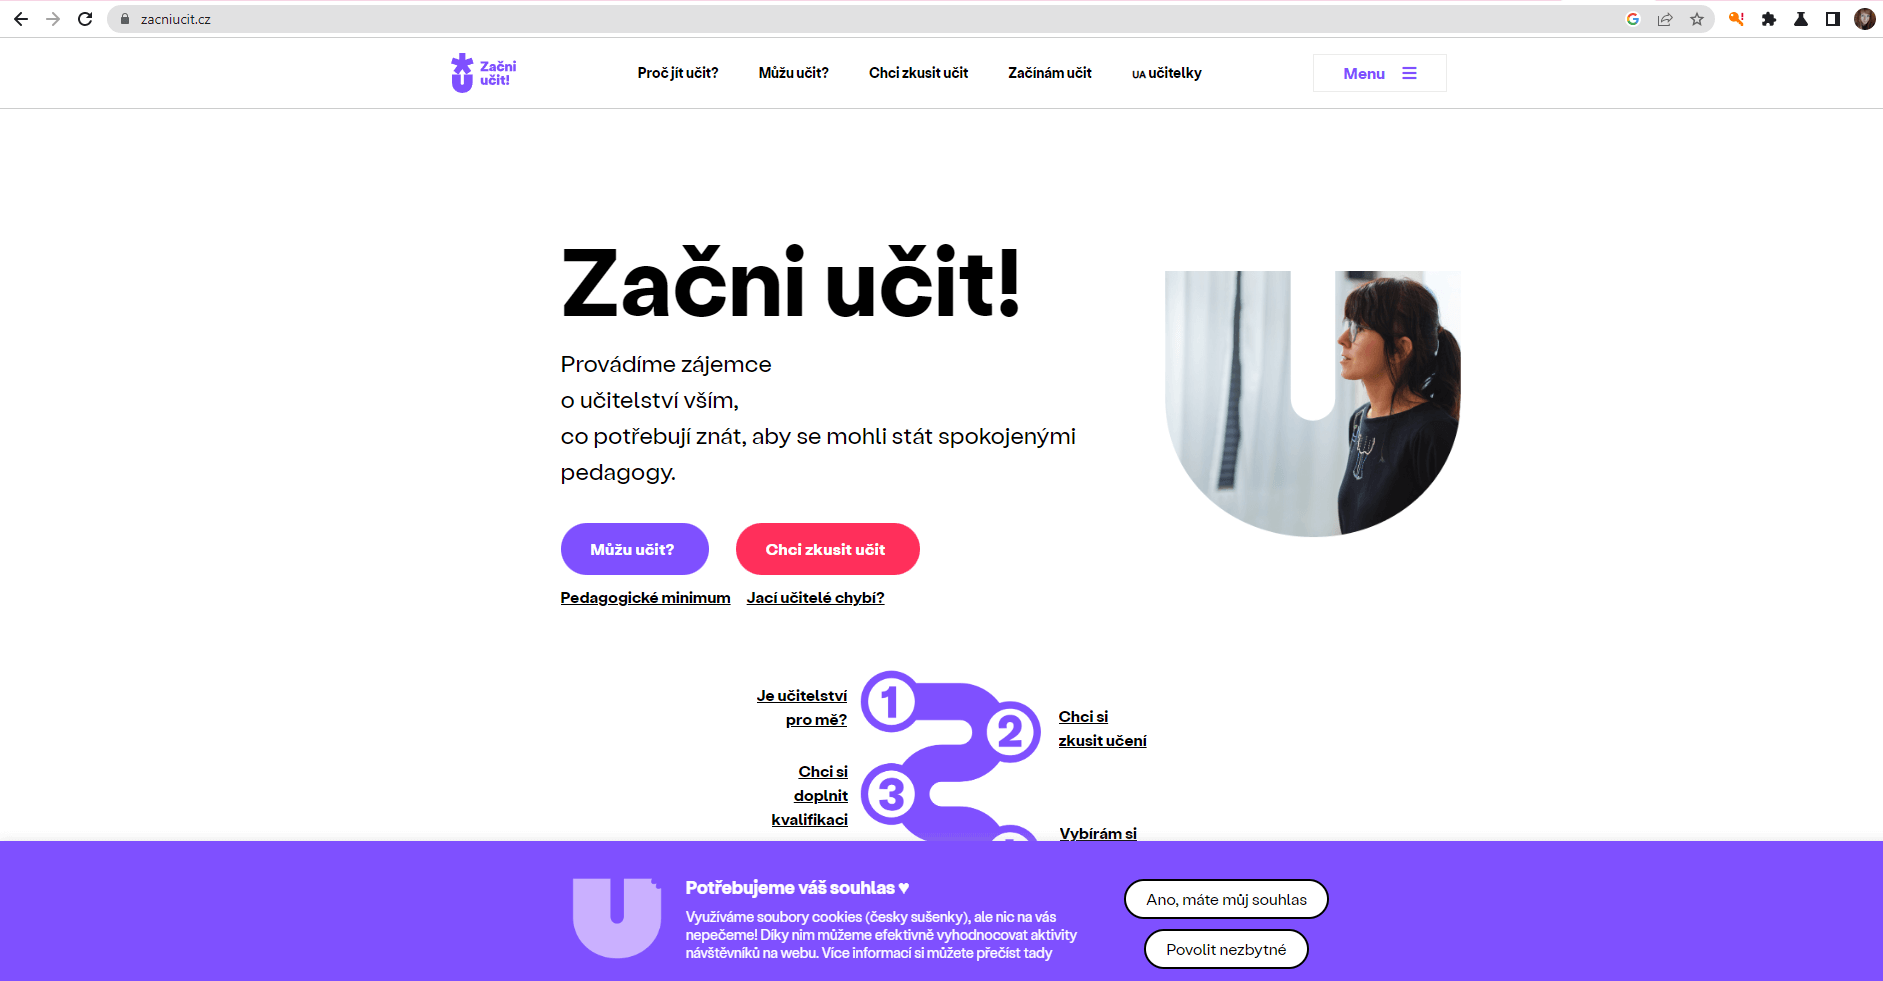 zacniucit.cz
Začni
učit!
Proč jít učit?
Můžu učit?
Chci zkusit učit
Začínám učit
UA učitelky
Menu
Začni učit!
Provádíme zájemce
o učitelství vším,
co potřebují znát, aby se mohli stát spokojenými
pedagogy.
Můžu učit?
Chci zkusit učit
Pedagogické minimum
Jací učitelé chybí?
Je učitelství
pro mě?
1
2
Chci si
zkusit učení
Chci si
doplnit
kvalifikaci
3
Vybírám si
Potřebujeme váš souhlas ♥
Využíváme soubory cookies (česky sušenky), ale nic na vás
nepečeme! Díky nim můžeme efektivně vyhodnocovat aktivity
návštěvníků na webu. Více informací si můžete přečíst tady
Ano, máte můj souhlas
Povolit nezbytné